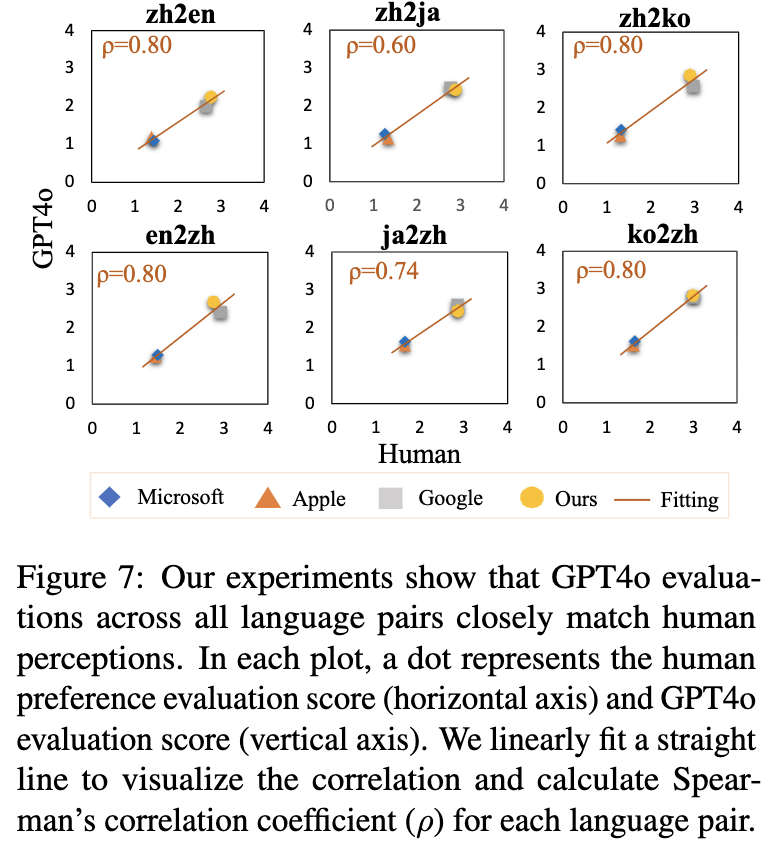 zh2en
zh2ja
zh2ko
4
3
2
1
0
ρ=0.80
0 1 2 3 4
4
3
2
1
0
ρ=0.60
0 1 2 3 4
4
3
2
1
0
ρ=0.80
0 1 2 3 4
GPT4o
en2zh
ja2zh
ko2zh
4
3
2
1
0
ρ=0.80
0 1 2 3 4
4
3
2
1
0
ρ=0.74
0 1 2 3 4
4
3
2
1
0
ρ=0.80
0 1 2 3 4
Human
Microsoft Apple Google Ours Fitting
Figure 7: Our experiments show that GPT4o evalua-
tions across all language pairs closely match human
perceptions. In each plot, a dot represents the human
preference evaluation score (horizontal axis) and GPT4o
evaluation score (vertical axis). We linearly fit a straight
line to visualize the correlation and calculate Spear-
man's correlation coefficient (ρ) for each language pair.